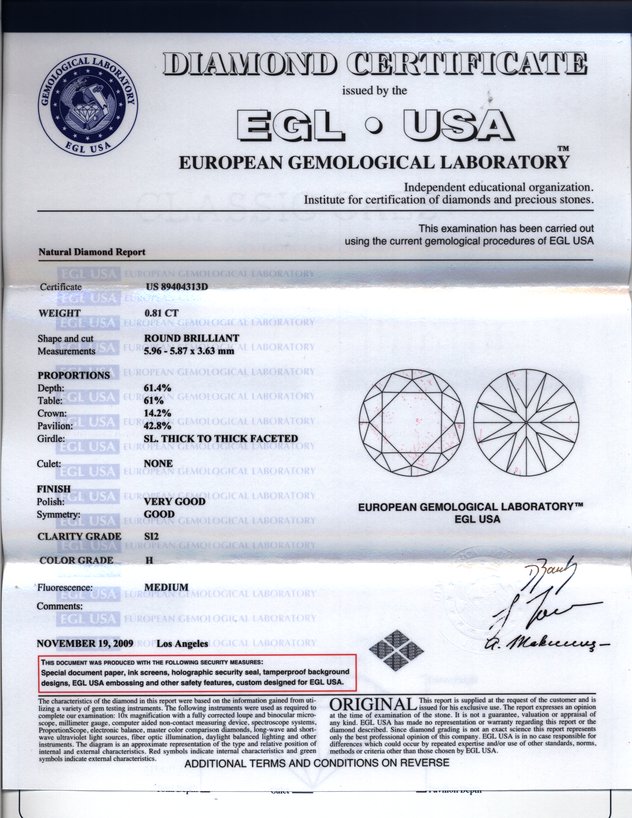 GEMOLOGICAL LABORATORY
EGL USA
DIAMOND CERTIFICATE
issued by the
EGL • USA
EUROPEAN GEMOLOGICAL LABORATORY™
Independent educational organization.
Institute for certification of diamonds and precious stones.
This examination has been carried out
using the current gemological procedures of EGL USA
Natural Diamond Report
Certificate US 89404313D
WEIGHT 0.81 CT
Shape and cut ROUND BRILLIANT
Measurements 5.96 - 5.87 x 3.63 mm
PROPORTIONS
Depth: 61.4%
Table: 61%
Crown: 14.2%
Pavilion: 42.8%
Girdle: SL. THICK TO THICK FACETED
Culet: NONE
FINISH
Polish: VERY GOOD
Symmetry: GOOD
CLARITY GRADE SI2
COLOR GRADE H
Fluorescence: MEDIUM
Comments:
EUROPEAN GEMOLOGICAL LABORATORY™
EGL USA
NOVEMBER 19, 2009 Los Angeles
THIS DOCUMENT WAS PRODUCED WITH THE FOLLOWING SECURITY MEASURES:
Special document paper, ink screens, holographic security seal, tamperproof background
designs, EGL USA embossing and other safety features, custom designed for EGL USA.
The characteristics of the diamond in this report were based on the information gained from uti-
lizing a variety of gem testing instruments. The following instruments were used as required to
complete our examination: 10x magnification with a fully corrected loupe and binocular micro-
scope, millimeter gauge, computer aided non-contact measuring device, spectroscope systems,
ProportionScope, electronic balance, master color comparison diamonds, long-wave and short-
wave ultraviolet light sources, fiber optic illumination, daylight balanced lighting and other
instruments. The diagram is an approximate representation of the type and relative position of
internal and external characteristics. Red symbols indicate internal characteristics and green
symbols indicate external characteristics.
ORIGINAL This report is supplied at the request of the customer and is
issued for his exclusive use. The report expresses an opinion
at the time of examination of the stone. It is not a guarantee, valuation or appraisal of
any kind. EGL USA has made no representation or warranty regarding this report or the
diamond described. Since diamond grading is not an exact science this report represents
only the best professional opinion of this company. EGL USA is in no case responsible for
differences which could occur by repeated expertise and/or use of other standards, norms,
methods or criteria other than those chosen by EGL USA.
ADDITIONAL TERMS AND CONDITIONS ON REVERSE